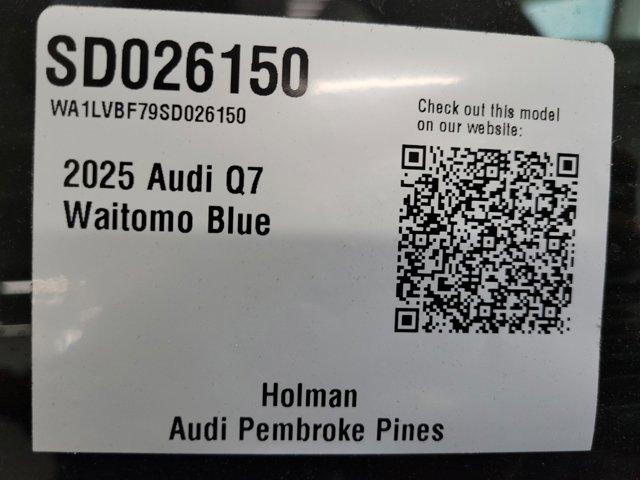 SD026150
WA1LVBF79SD026150
Check out this model
on our website:
2025 Audi Q7
Waitomo Blue
Holman
Audi Pembroke Pines